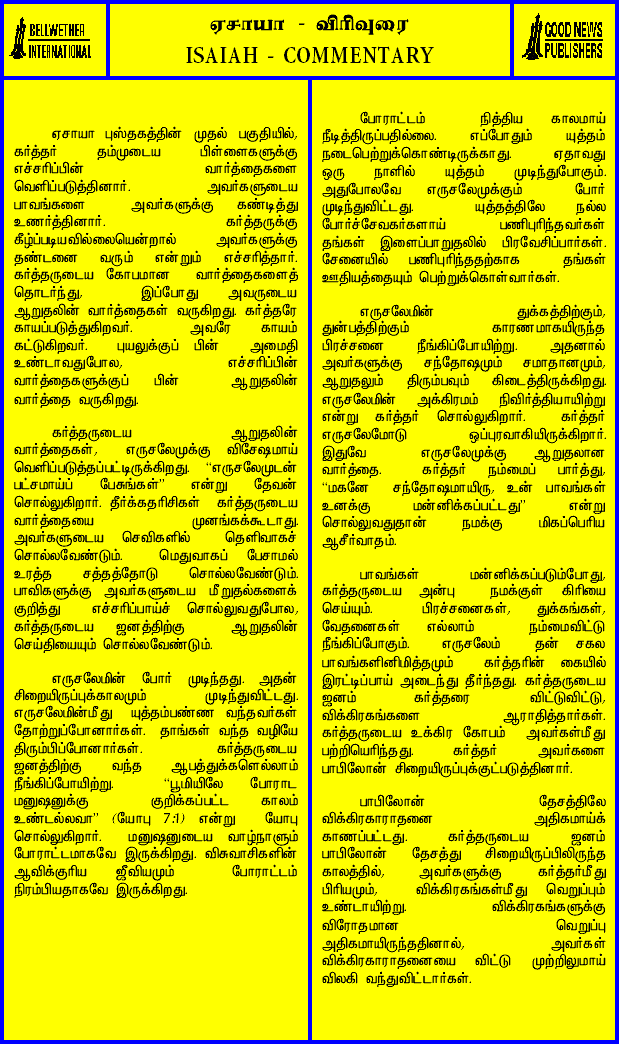 BELLWETHER
INTERNATIONAL
ஏசாயா - விரிவுரை
ISAIAH - COMMENTARY
GOOD NEWS
PUBLISHERS
ஏசாயா புஸ்தகத்தின் முதல் பகுதியில்,
கர்த்தர் தம்முடைய பிள்ளைகளுக்கு
எச்சரிப்பின் வார்த்தைகளை
வெளிப்படுத்தினார். அவர்களுடைய
பாவங்களை அவர்களுக்கு கண்டித்து
உணர்த்தினார். கர்த்தருக்கு
கீழ்ப்படியவில்லையென்றால் அவர்களுக்கு
தண்டனை வரும் என்றும் எச்சரித்தார்.
கர்த்தருடைய கோபமான வார்த்தைகளைத்
தொடர்ந்து, இப்போது அவருடைய
ஆறுதலின் வார்த்தைகள் வருகிறது. கர்த்தரே
காயப்படுத்துகிறவர். அவரே காயம்
கட்டுகிறவர். புயலுக்குப் பின் அமைதி
உண்டாவதுபோல, எச்சரிப்பின்
வார்த்தைகளுக்குப் பின் ஆறுதலின்
வார்த்தை வருகிறது.
கர்த்தருடைய ஆறுதலின்
வார்த்தைகள், எருசலேமுக்கு விசேஷமாய்
வெளிப்படுத்தப்பட்டிருக்கிறது. “எருசலேமுடன்
பட்சமாய்ப் பேசுங்கள்” என்று தேவன்
சொல்லுகிறார். தீர்க்கதரிசிகள் கர்த்தருடைய
வார்த்தையை முனங்கக்கூடாது.
அவர்களுடைய செவிகளில் தெளிவாகச்
சொல்லவேண்டும். மெதுவாகப் பேசாமல்
உரத்த சத்தத்தோடு சொல்லவேண்டும்.
பாவிகளுக்கு அவர்களுடைய மீறுதல்களைக்
குறித்து எச்சரிப்பாய்ச் சொல்லுவதுபோல,
கர்த்தருடைய ஜனத்திற்கு ஆறுதலின்
செய்தியையும் சொல்லவேண்டும்.
எருசலேமின் போர் முடிந்தது. அதன்
சிறையிருப்புக்காலமும் முடிந்துவிட்டது.
எருசலேமின்மீது யுத்தம்பண்ண வந்தவர்கள்
தோற்றுப்போனார்கள். தாங்கள் வந்த வழியே
திரும்பிப்போனார்கள். கர்த்தருடைய
ஜனத்திற்கு வந்த ஆபத்துக்களெல்லாம்
நீங்கிப்போயிற்று. “பூமியிலே போராட
மனுஷனுக்கு குறிக்கப்பட்ட காலம்
உண்டல்லவா” (யோபு 7:1) என்று யோபு
சொல்லுகிறார். மனுஷனுடைய வாழ்நாளும்
போராட்டமாகவே இருக்கிறது. விசுவாசிகளின்
ஆவிக்குரிய ஜீவியமும் போராட்டம்
நிரம்பியதாகவே இருக்கிறது.
போராட்டம் நித்திய காலமாய்
நீடித்திருப்பதில்லை. எப்போதும் யுத்தம்
நடைபெற்றுக்கொண்டிருக்காது. ஏதாவது
ஒரு நாளில் யுத்தம் முடிந்துபோகும்.
அதுபோலவே எருசலேமுக்கும் போர்
முடிந்துவிட்டது. யுத்தத்திலே நல்ல
போர்ச்சேவகர்களாய் பணிபுரிந்தவர்கள்
தங்கள் இளைப்பாறுதலில் பிரவேசிப்பார்கள்.
சேனையில் பணிபுரிந்ததற்காக தங்கள்
ஊதியத்தையும் பெற்றுக்கொள்வார்கள்.
எருசலேமின் துக்கத்திற்கும்,
துன்பத்திற்கும் காரணமாகயிருந்த
பிரச்சனை நீங்கிப்போயிற்று. அதனால்
அவர்களுக்கு சந்தோஷமும் சமாதானமும்,
ஆறுதலும் திரும்பவும் கிடைத்திருக்கிறது.
எருசலேமின் அக்கிரமம் நிவிர்த்தியாயிற்று
என்று கர்த்தர் சொல்லுகிறார். கர்த்தர்
எருசலேமோடு ஒப்புரவாகியிருக்கிறார்.
இதுவே எருசலேமுக்கு ஆறுதலான
வார்த்தை. கர்த்தர் நம்மைப் பார்த்து,
“மகனே சந்தோஷமாயிரு, உன் பாவங்கள்
உனக்கு மன்னிக்கப்பட்டது” என்று
சொல்லுவதுதான் நமக்கு மிகப்பெரிய
ஆசீர்வாதம்.
பாவங்கள் மன்னிக்கப்படும்போது,
கர்த்தருடைய அன்பு நமக்குள் கிரியை
செய்யும். பிரச்சனைகள், துக்கங்கள்,
வேதனைகள் எல்லாம் நம்மைவிட்டு
நீங்கிப்போகும். எருசலேம் தன் சகல
பாவங்களினிமித்தமும் கர்த்தரின் கையில்
இரட்டிப்பாய் அடைந்து தீர்ந்தது. கர்த்தருடைய
ஜனம் கர்த்தரை விட்டுவிட்டு,
விக்கிரகங்களை ஆராதித்தார்கள்.
கர்த்தருடைய உக்கிர கோபம் அவர்கள்மீது
பற்றியெரிந்தது. கர்த்தர் அவர்களை
பாபிலோன் சிறையிருப்புக்குட்படுத்தினார்.
பாபிலோன் தேசத்திலே
விக்கிரகாராதனை அதிகமாய்க்
காணப்பட்டது. கர்த்தருடைய ஜனம்
பாபிலோன் தேசத்து சிறையிருப்பிலிருந்த
காலத்தில், அவர்களுக்கு கர்த்தர்மீது
பிரியமும், விக்கிரகங்கள்மீது வெறுப்பும்
உண்டாயிற்று. விக்கிரகங்களுக்கு
விரோதமான வெறுப்பு
அதிகமாயிருந்ததினால், அவர்கள்
விக்கிரகாராதனையை விட்டு முற்றிலுமாய்
விலகி வந்துவிட்டார்கள்.